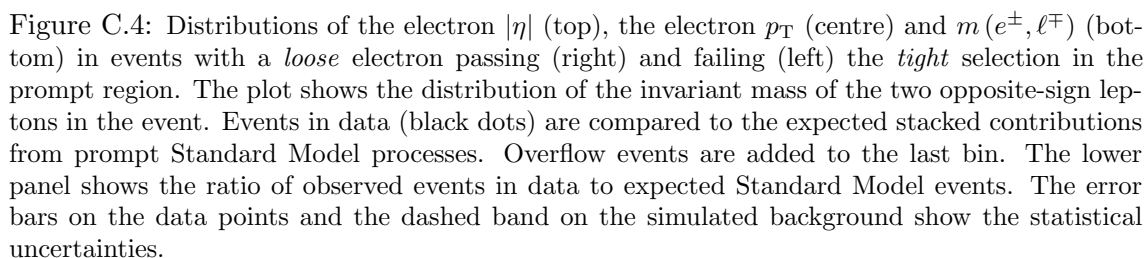 Figure C.4: Distributions of the electron |η| (top), the electron p_T (centre) and m (e^±, ℓ^∓) (bot-
tom) in events with a loose electron passing (right) and failing (left) the tight selection in the
prompt region. The plot shows the distribution of the invariant mass of the two opposite-sign lep-
tons in the event. Events in data (black dots) are compared to the expected stacked contributions
from prompt Standard Model processes. Overflow events are added to the last bin. The lower
panel shows the ratio of observed events in data to expected Standard Model events. The error
bars on the data points and the dashed band on the simulated background show the statistical
uncertainties.